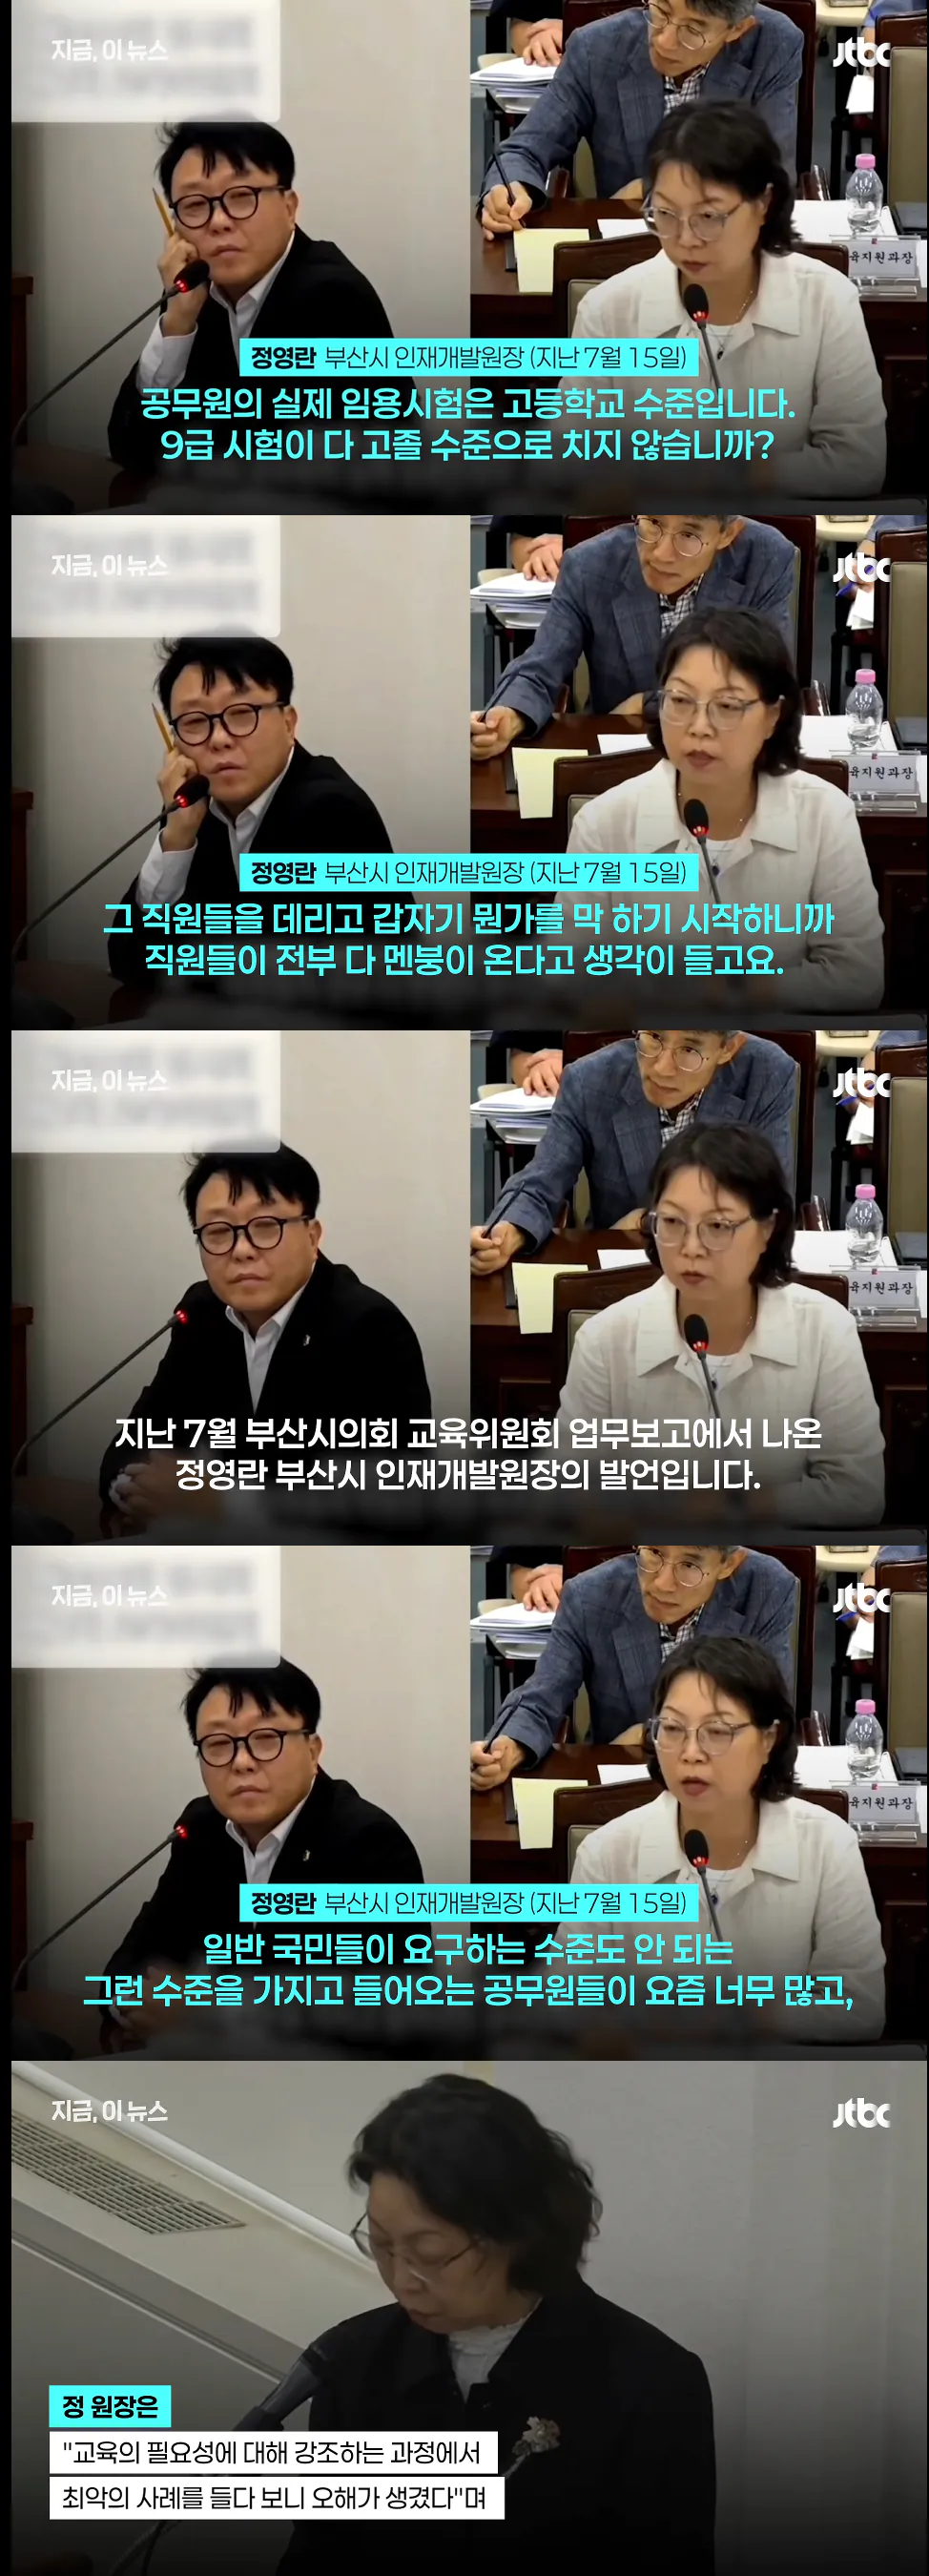 지금, 이 뉴스
jtbc
육지원과장
정영란 부산시 인재개발원장 (지난 7월 15일)
공무원의 실제 임용시험은 고등학교 수준입니다.
9급 시험이 다 고졸 수준으로 치지 않습니까?
지금, 이 뉴스
jtbc
육지원과장
정영란 부산시 인재개발원장 (지난 7월 15일)
그 직원들을 데리고 갑자기 뭔가를 막 하기 시작하니까
직원들이 전부 다 멘붕이 온다고 생각이 들고요.
지금, 이 뉴스
jtbc
육지원과장
지난 7월 부산시의회 교육위원회 업무보고에서 나온
정영란 부산시 인재개발원장의 발언입니다.
지금, 이 뉴스
jtbc
육지원과장
정영란 부산시 인재개발원장 (지난 7월 15일)
일반 국민들이 요구하는 수준도 안 되는
그런 수준을 가지고 들어오는 공무원들이 요즘 너무 많고,
지금, 이 뉴스
jtbc
정 원장은
"교육의 필요성에 대해 강조하는 과정에서
최악의 사례를 들다 보니 오해가 생겼다"며